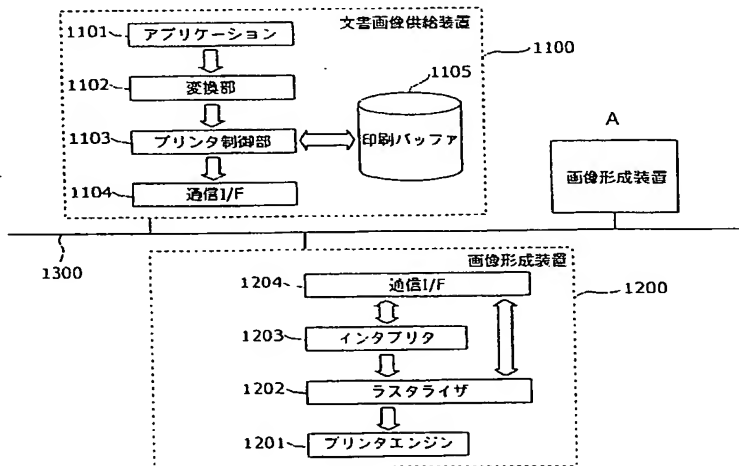 文書画像供給装置
1100
1101
アプリケーション
1102
変換部
1105
1103
プリンタ制御部
印刷バッファ
1104
通信I/F
A
画像形成装置
1300
画像形成装置
1200
1204
通信I/F
1203
インタプリタ
1202
ラスタライザ
1201
プリンタエンジン